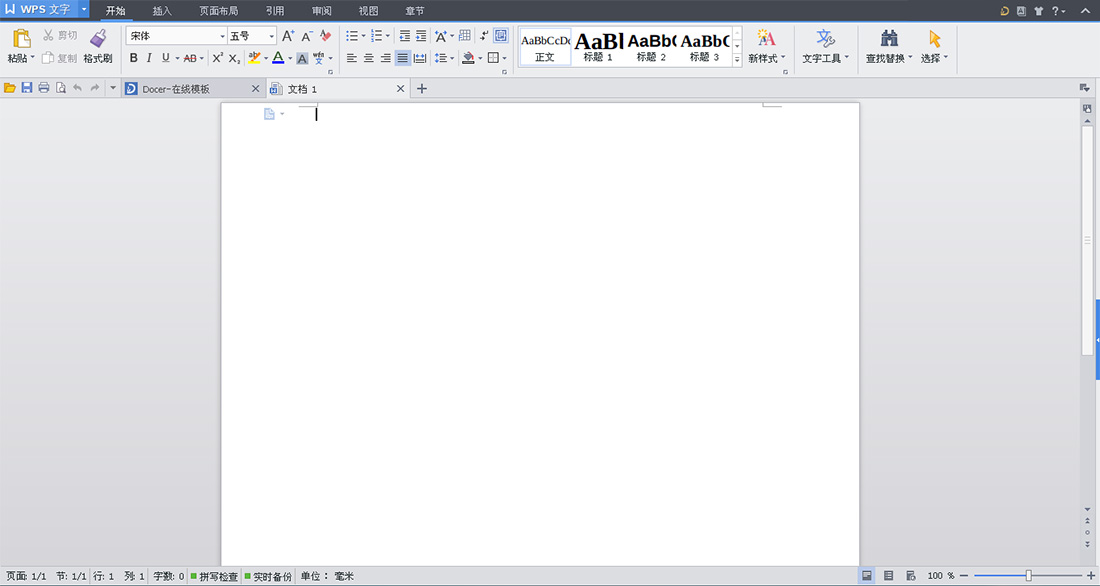 WPS 文字 开始 插入 页面布局 引用 审阅 视图 章节
剪切 宋体 五号 A⁺ A⁻
AaBbCcDd AaBl AaBb( AaBbC
粘贴 复制 格式刷 B I U AB X² X₂ ab A A wén 正文 标题 1 标题 2 标题 3 新样式 文字工具 查找替换 选择
Docer-在线模板 文档 1
页面: 1/1 节: 1/1 行: 1 列: 1 字数: 0 拼写检查 实时备份 单位: 毫米 100 %